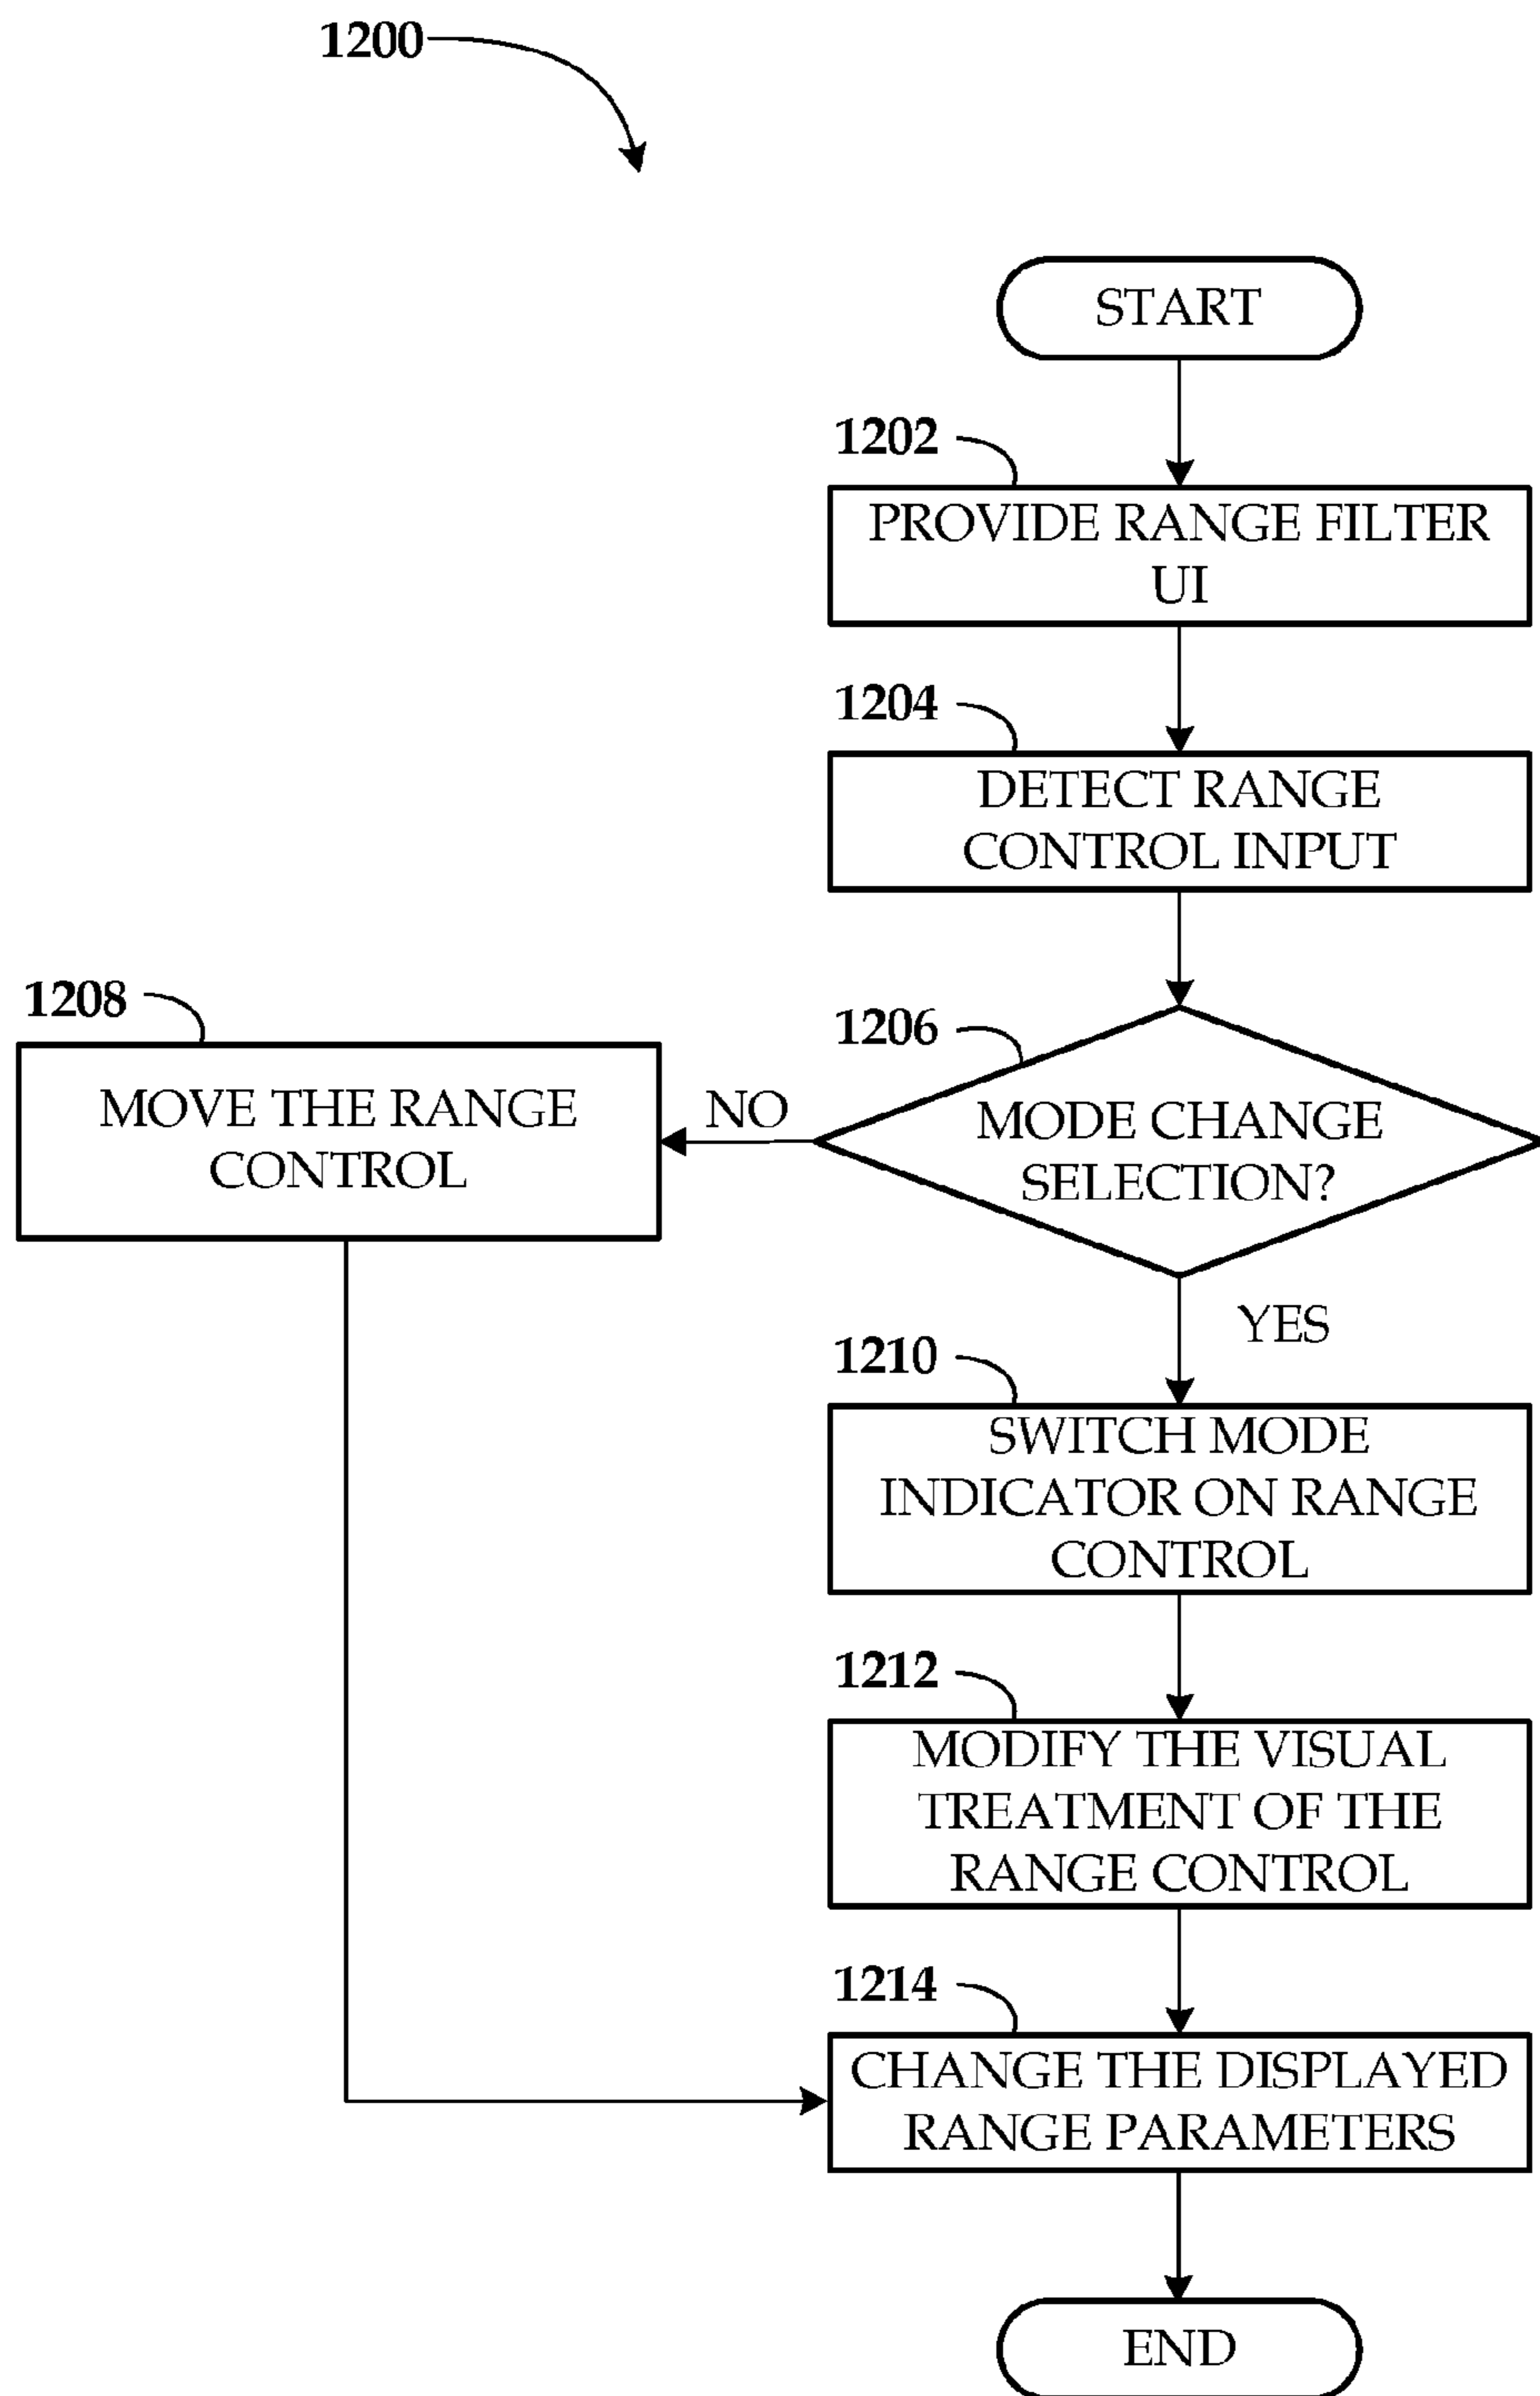 1200
START
1202
PROVIDE RANGE FILTER
UI
1204
DETECT RANGE
CONTROL INPUT
1206
MODE CHANGE
SELECTION?
NO
1208
MOVE THE RANGE
CONTROL
YES
1210
SWITCH MODE
INDICATOR ON RANGE
CONTROL
1212
MODIFY THE VISUAL
TREATMENT OF THE
RANGE CONTROL
1214
CHANGE THE DISPLAYED
RANGE PARAMETERS
END